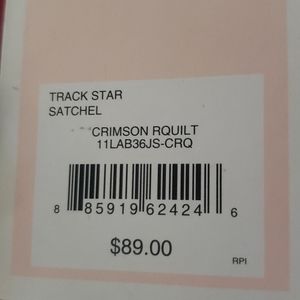 TRACK STAR
SATCHEL
CRIMSON RQUILT
11LAB36JS-CRQ
8 85919 62424 6
$89.00
RPI